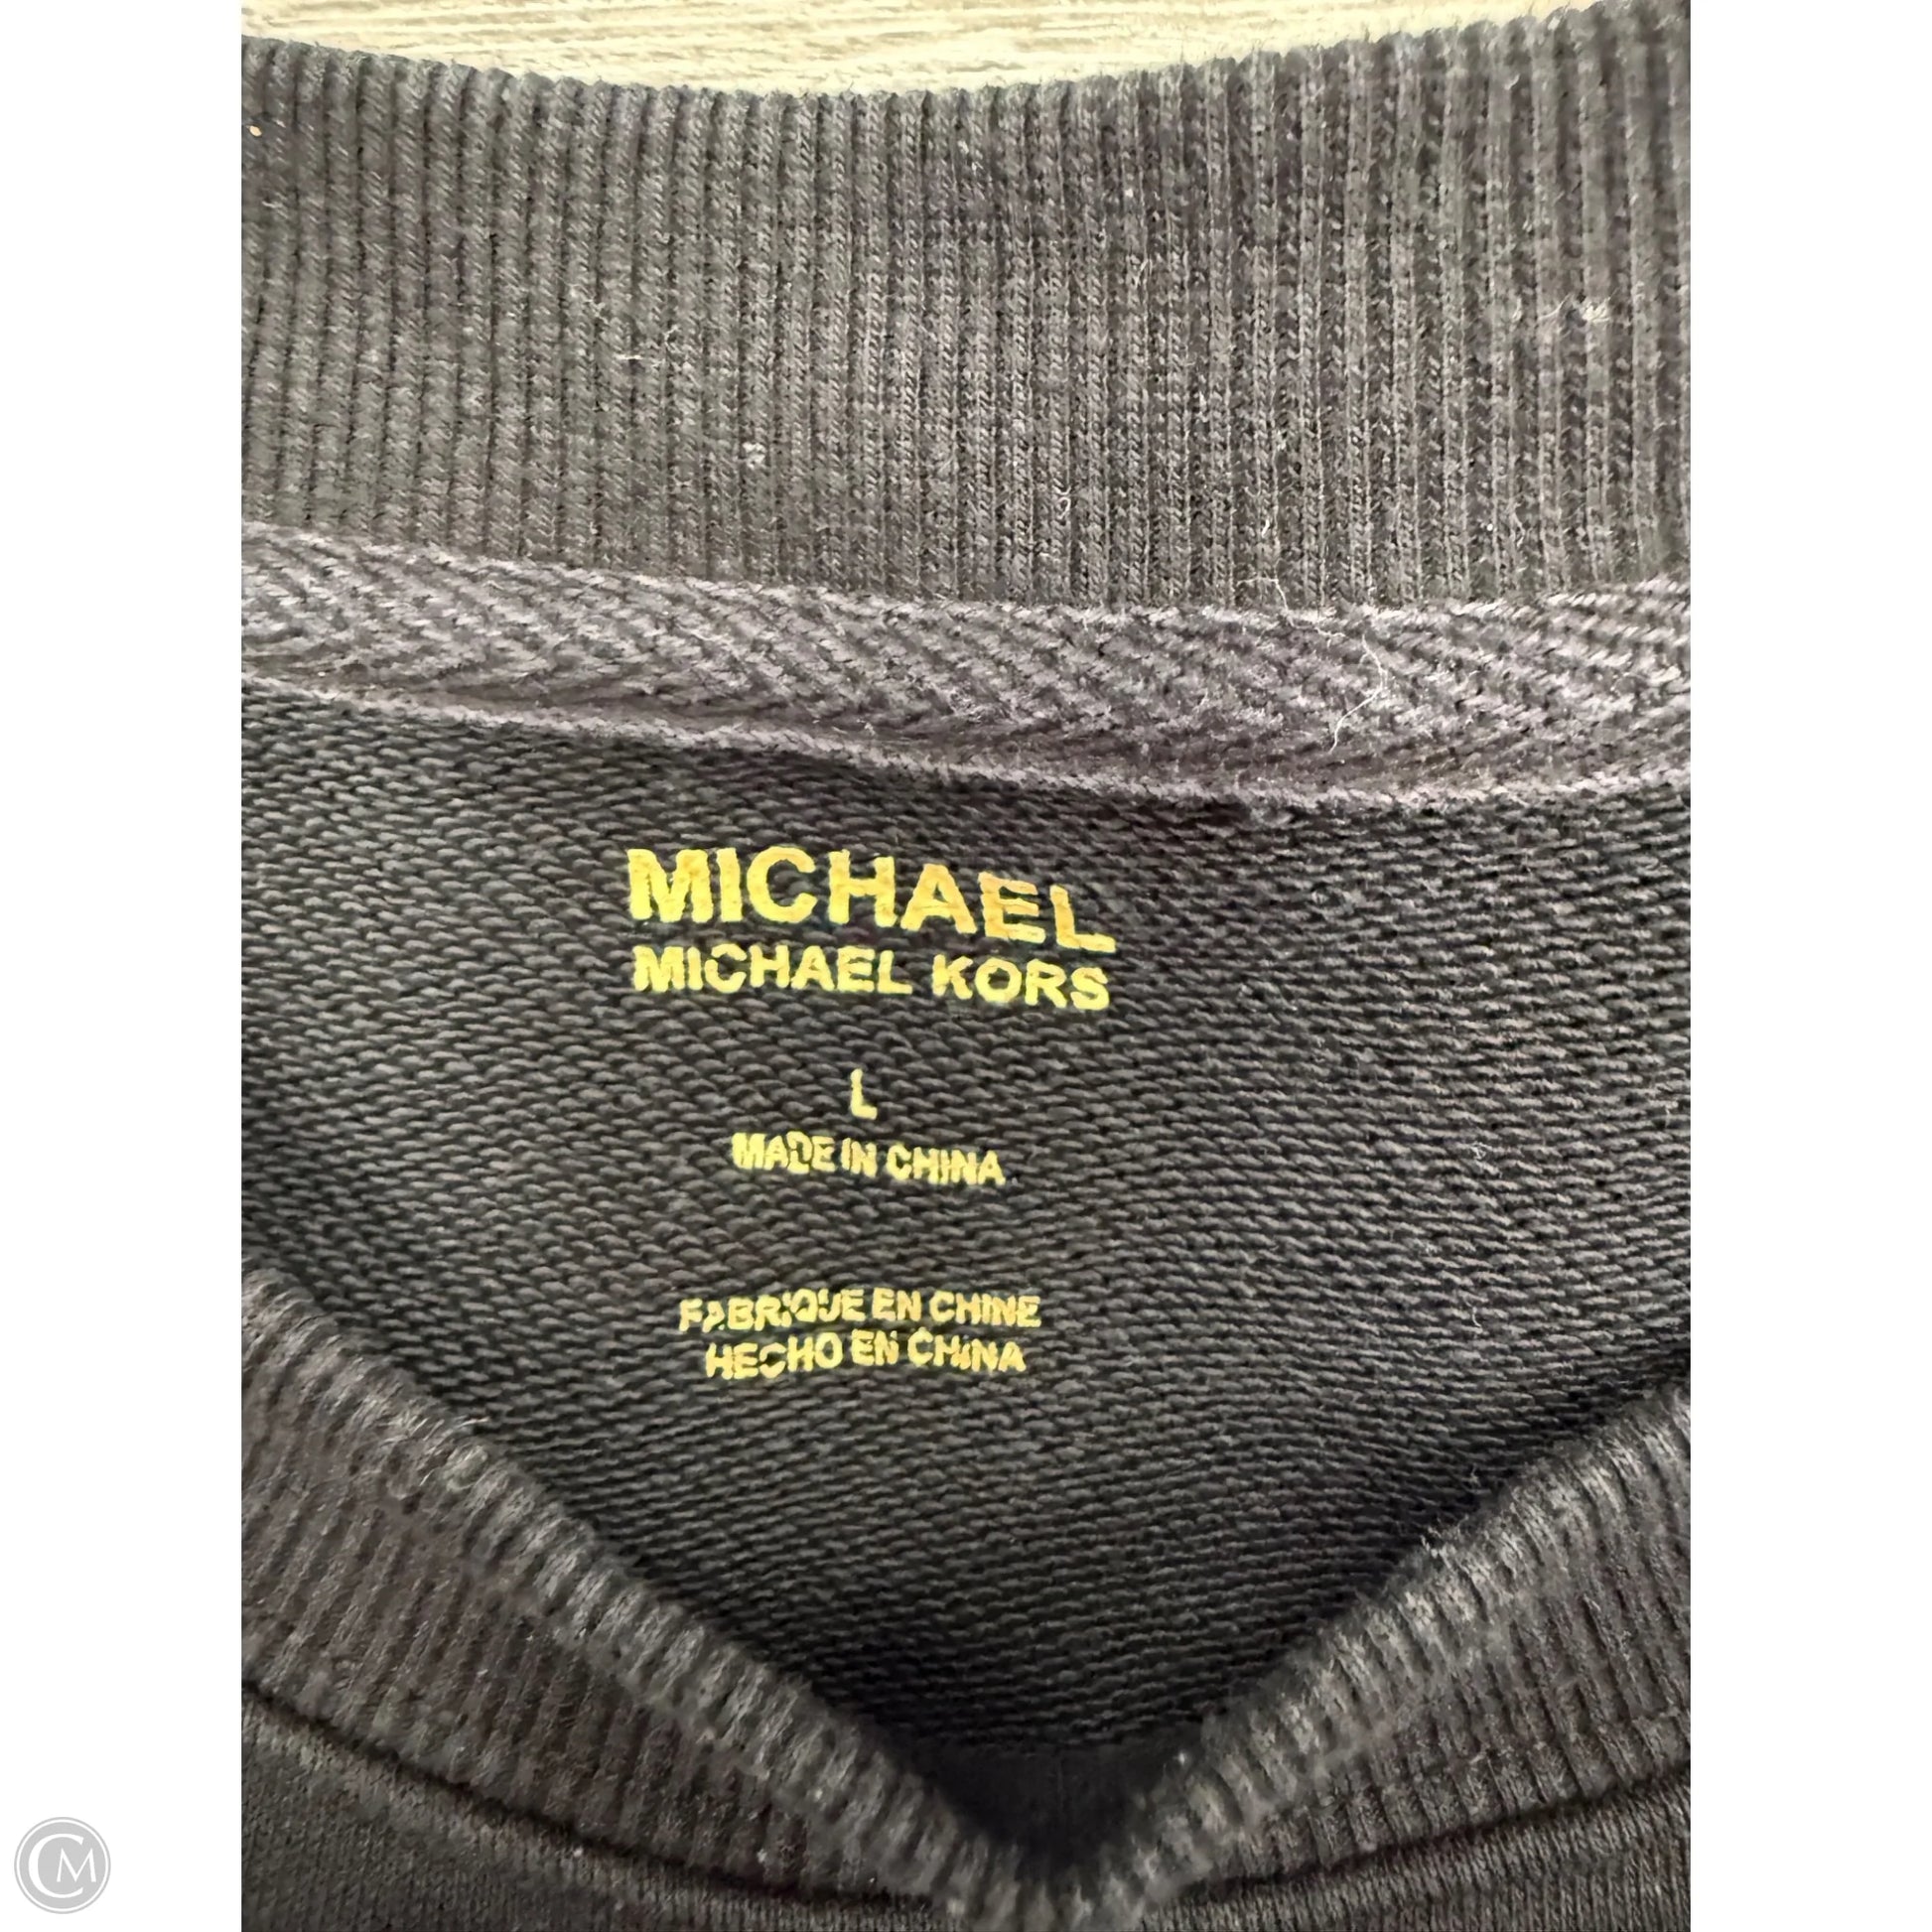 MICHAEL
MICHAEL KORS
L
MADE IN CHINA
FABRIQUE EN CHINE
HECHO EN CHINA
CM